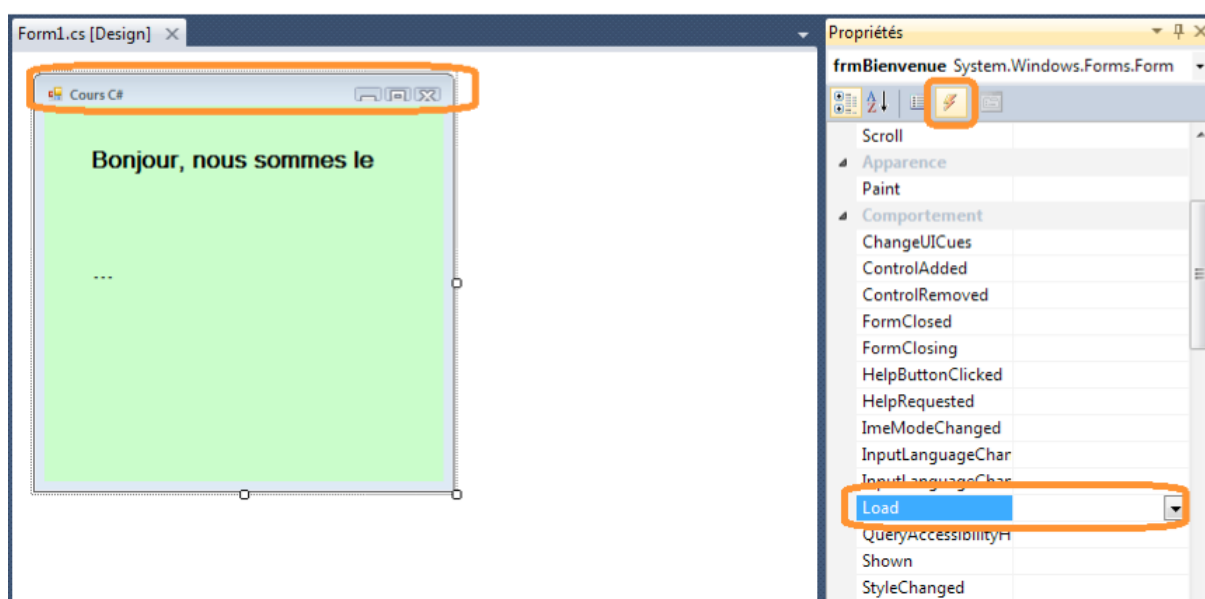 Form1.cs [Design]
Cours C#
Bonjour, nous sommes le
---
Propriétés
frmBienvenue System.Windows.Forms.Form
Scroll
Apparence
Paint
Comportement
ChangeUICues
ControlAdded
ControlRemoved
FormClosed
FormClosing
HelpButtonClicked
HelpRequested
ImeModeChanged
InputLanguageChar
InputLanguageChar
Load
QueryAccessibilityH
Shown
StyleChanged